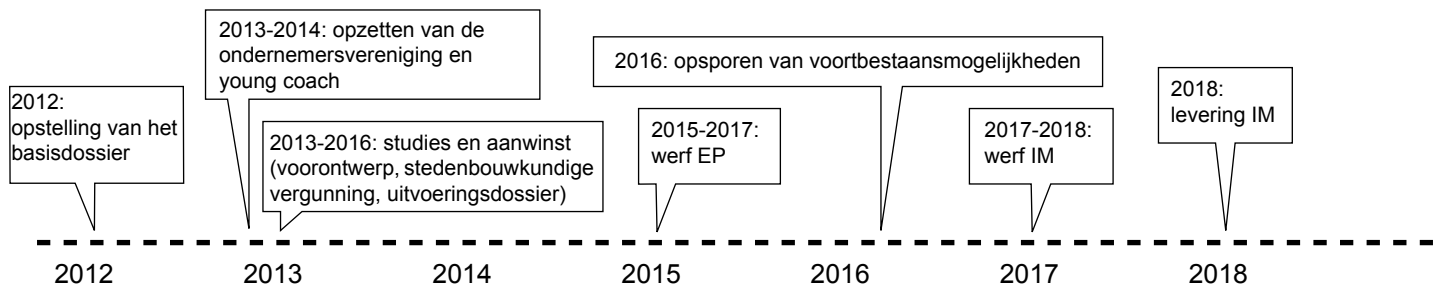 2012:
opstelling van het
basisdossier
2013-2014: opzetten van de
ondernemersvereniging en
young coach
2013-2016: studies en aanwinst
(voorontwerp, stedenbouwkundige
vergunning, uitvoeringsdossier)
2015-2017:
werf EP
2016: opsporen van voortbestaansmogelijkheden
2017-2018:
werf IM
2018:
levering IM
2012 2013 2014 2015 2016 2017 2018